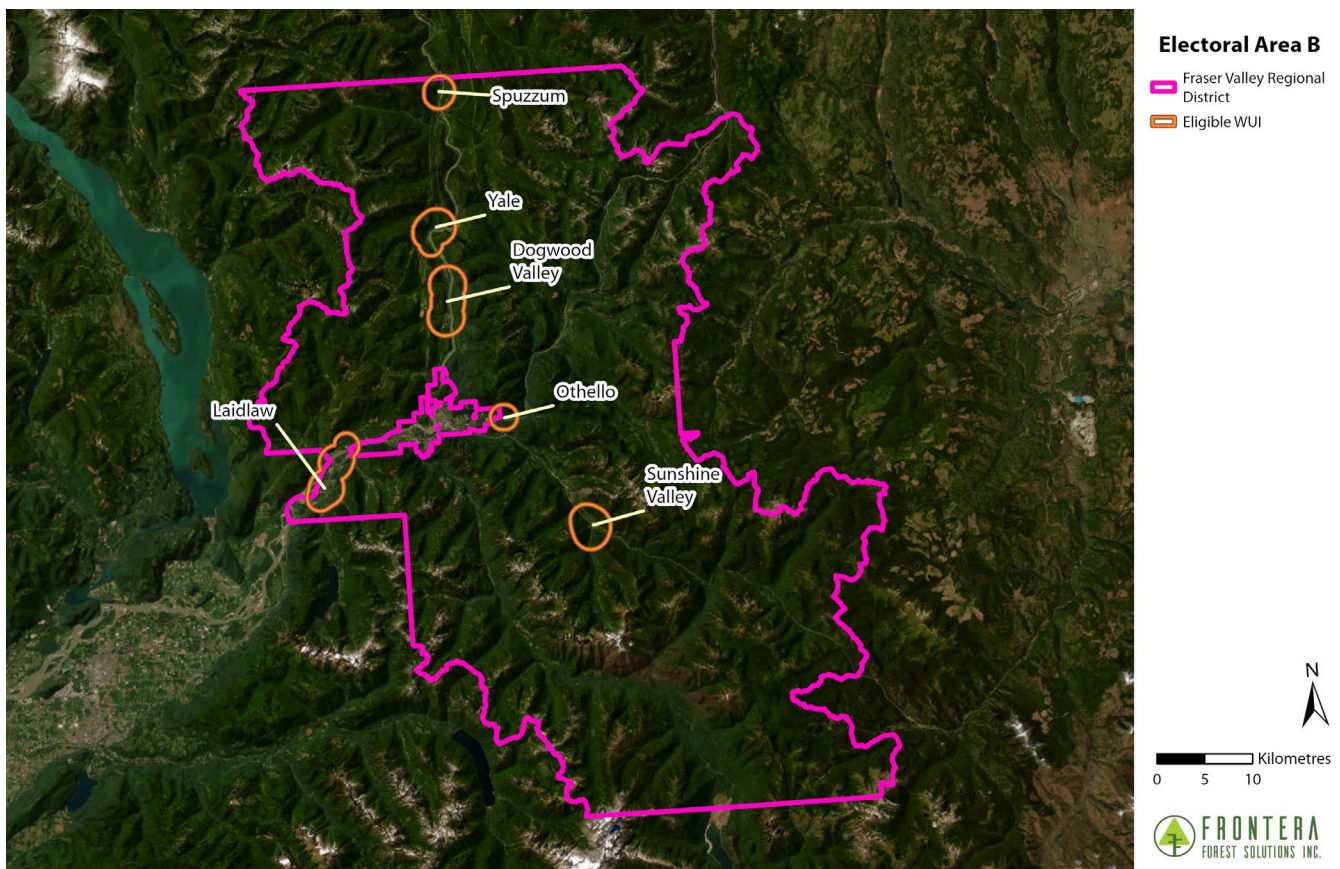 Electoral Area B
Fraser Valley Regional
District
Eligible WUI
Spuzzum
Yale
Dogwood
Valley
Othello
Laidlaw
Sunshine
Valley
N
Kilometres
0 5 10
FRONTERA
FOREST SOLUTIONS INC.